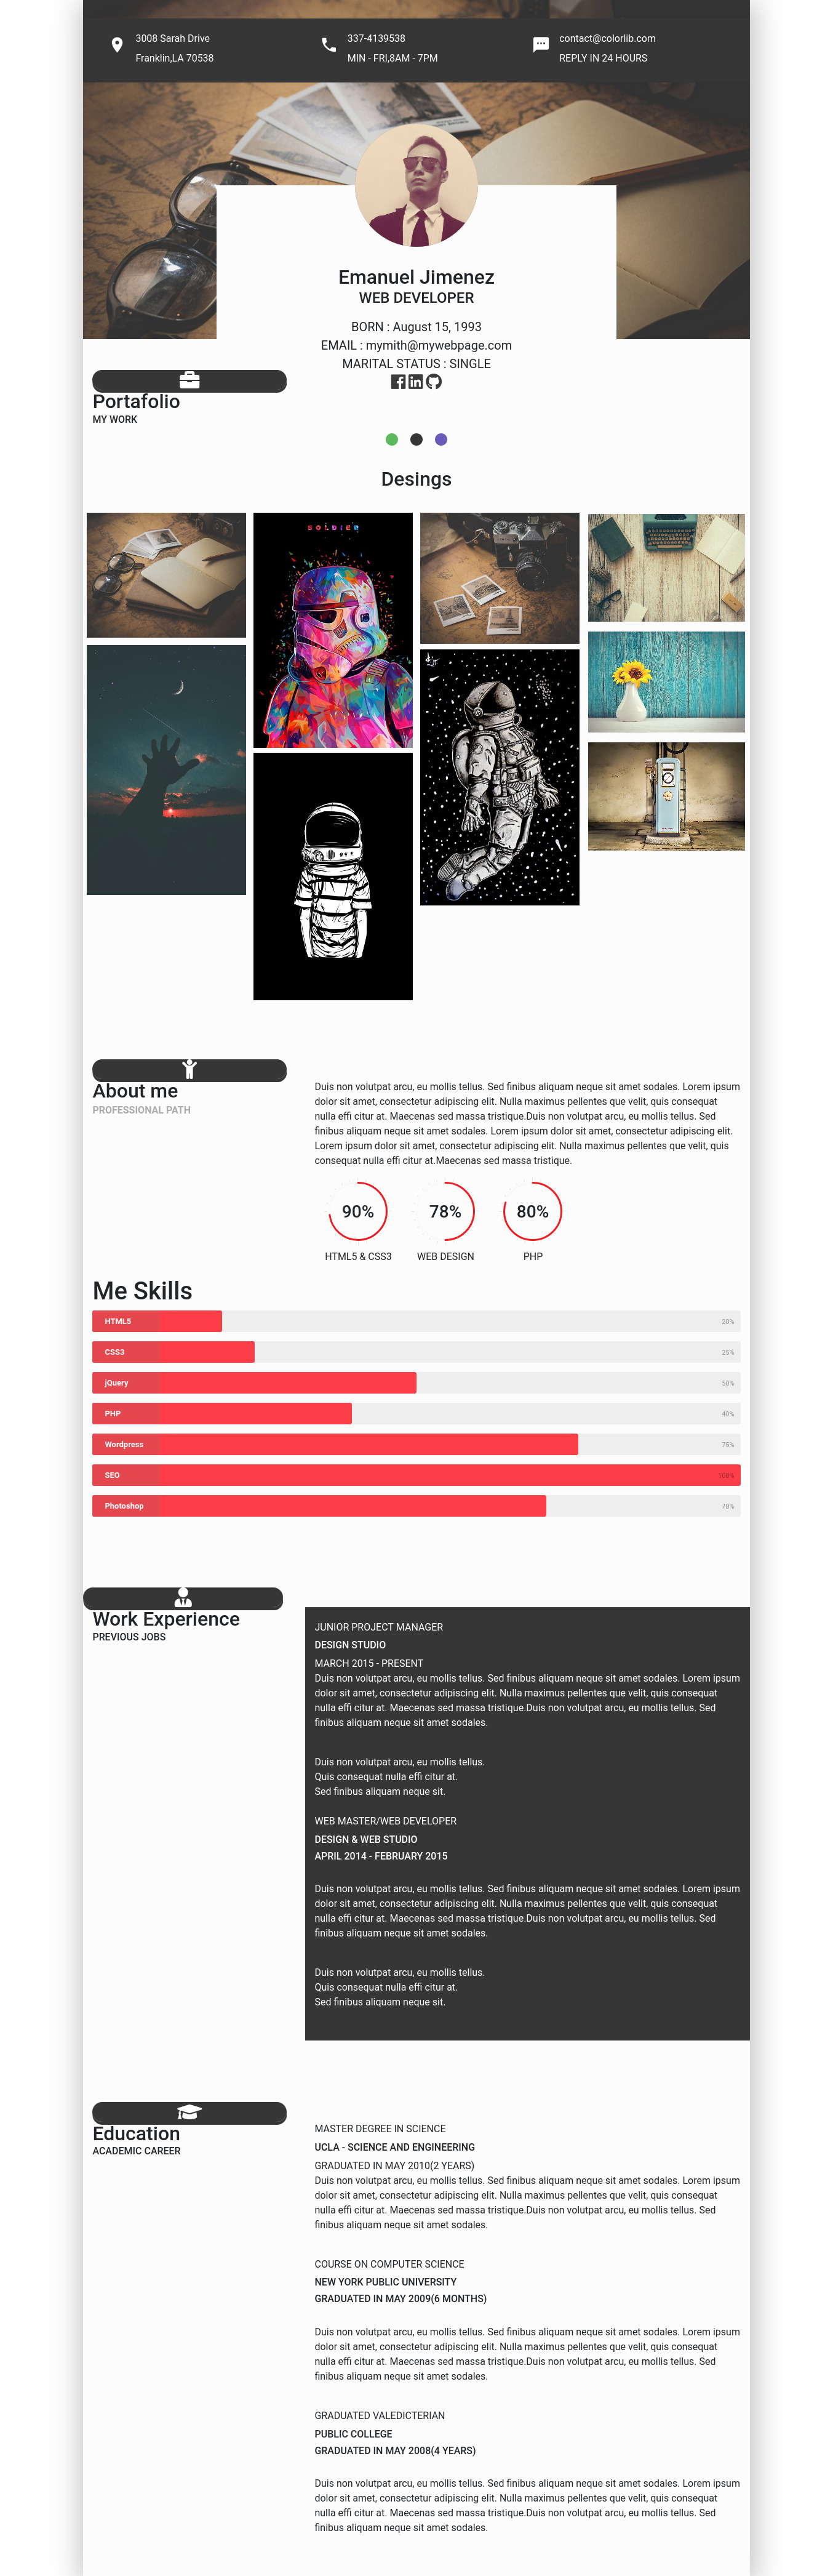 3008 Sarah Drive
Franklin,LA 70538
337-4139538
MIN - FRI,8AM - 7PM
contact@colorlib.com
REPLY IN 24 HOURS
Emanuel Jimenez
WEB DEVELOPER
BORN : August 15, 1993
EMAIL : mymith@mywebpage.com
MARITAL STATUS : SINGLE
Portafolio
MY WORK
Desings
SOLDIER
About me
PROFESSIONAL PATH
Duis non volutpat arcu, eu mollis tellus. Sed finibus aliquam neque sit amet sodales. Lorem ipsum
dolor sit amet, consectetur adipiscing elit. Nulla maximus pellentes que velit, quis consequat
nulla effi citur at. Maecenas sed massa tristique.Duis non volutpat arcu, eu mollis tellus. Sed
finibus aliquam neque sit amet sodales. Lorem ipsum dolor sit amet, consectetur adipiscing elit.
Lorem ipsum dolor sit amet, consectetur adipiscing elit. Nulla maximus pellentes que velit, quis
consequat nulla effi citur at.Maecenas sed massa tristique.
90%
78%
80%
HTML5 & CSS3
WEB DESIGN
PHP
Me Skills
HTML5
20%
CSS3
25%
jQuery
50%
PHP
40%
Wordpress
75%
SEO
100%
Photoshop
70%
Work Experience
PREVIOUS JOBS
JUNIOR PROJECT MANAGER
DESIGN STUDIO
MARCH 2015 - PRESENT
Duis non volutpat arcu, eu mollis tellus. Sed finibus aliquam neque sit amet sodales. Lorem ipsum
dolor sit amet, consectetur adipiscing elit. Nulla maximus pellentes que velit, quis consequat
nulla effi citur at. Maecenas sed massa tristique.Duis non volutpat arcu, eu mollis tellus. Sed
finibus aliquam neque sit amet sodales.
Duis non volutpat arcu, eu mollis tellus.
Quis consequat nulla effi citur at.
Sed finibus aliquam neque sit.
WEB MASTER/WEB DEVELOPER
DESIGN & WEB STUDIO
APRIL 2014 - FEBRUARY 2015
Duis non volutpat arcu, eu mollis tellus. Sed finibus aliquam neque sit amet sodales. Lorem ipsum
dolor sit amet, consectetur adipiscing elit. Nulla maximus pellentes que velit, quis consequat
nulla effi citur at. Maecenas sed massa tristique.Duis non volutpat arcu, eu mollis tellus. Sed
finibus aliquam neque sit amet sodales.
Duis non volutpat arcu, eu mollis tellus.
Quis consequat nulla effi citur at.
Sed finibus aliquam neque sit.
Education
ACADEMIC CAREER
MASTER DEGREE IN SCIENCE
UCLA - SCIENCE AND ENGINEERING
GRADUATED IN MAY 2010(2 YEARS)
Duis non volutpat arcu, eu mollis tellus. Sed finibus aliquam neque sit amet sodales. Lorem ipsum
dolor sit amet, consectetur adipiscing elit. Nulla maximus pellentes que velit, quis consequat
nulla effi citur at. Maecenas sed massa tristique.Duis non volutpat arcu, eu mollis tellus. Sed
finibus aliquam neque sit amet sodales.
COURSE ON COMPUTER SCIENCE
NEW YORK PUBLIC UNIVERSITY
GRADUATED IN MAY 2009(6 MONTHS)
Duis non volutpat arcu, eu mollis tellus. Sed finibus aliquam neque sit amet sodales. Lorem ipsum
dolor sit amet, consectetur adipiscing elit. Nulla maximus pellentes que velit, quis consequat
nulla effi citur at. Maecenas sed massa tristique.Duis non volutpat arcu, eu mollis tellus. Sed
finibus aliquam neque sit amet sodales.
GRADUATED VALEDICTERIAN
PUBLIC COLLEGE
GRADUATED IN MAY 2008(4 YEARS)
Duis non volutpat arcu, eu mollis tellus. Sed finibus aliquam neque sit amet sodales. Lorem ipsum
dolor sit amet, consectetur adipiscing elit. Nulla maximus pellentes que velit, quis consequat
nulla effi citur at. Maecenas sed massa tristique.Duis non volutpat arcu, eu mollis tellus. Sed
finibus aliquam neque sit amet sodales.